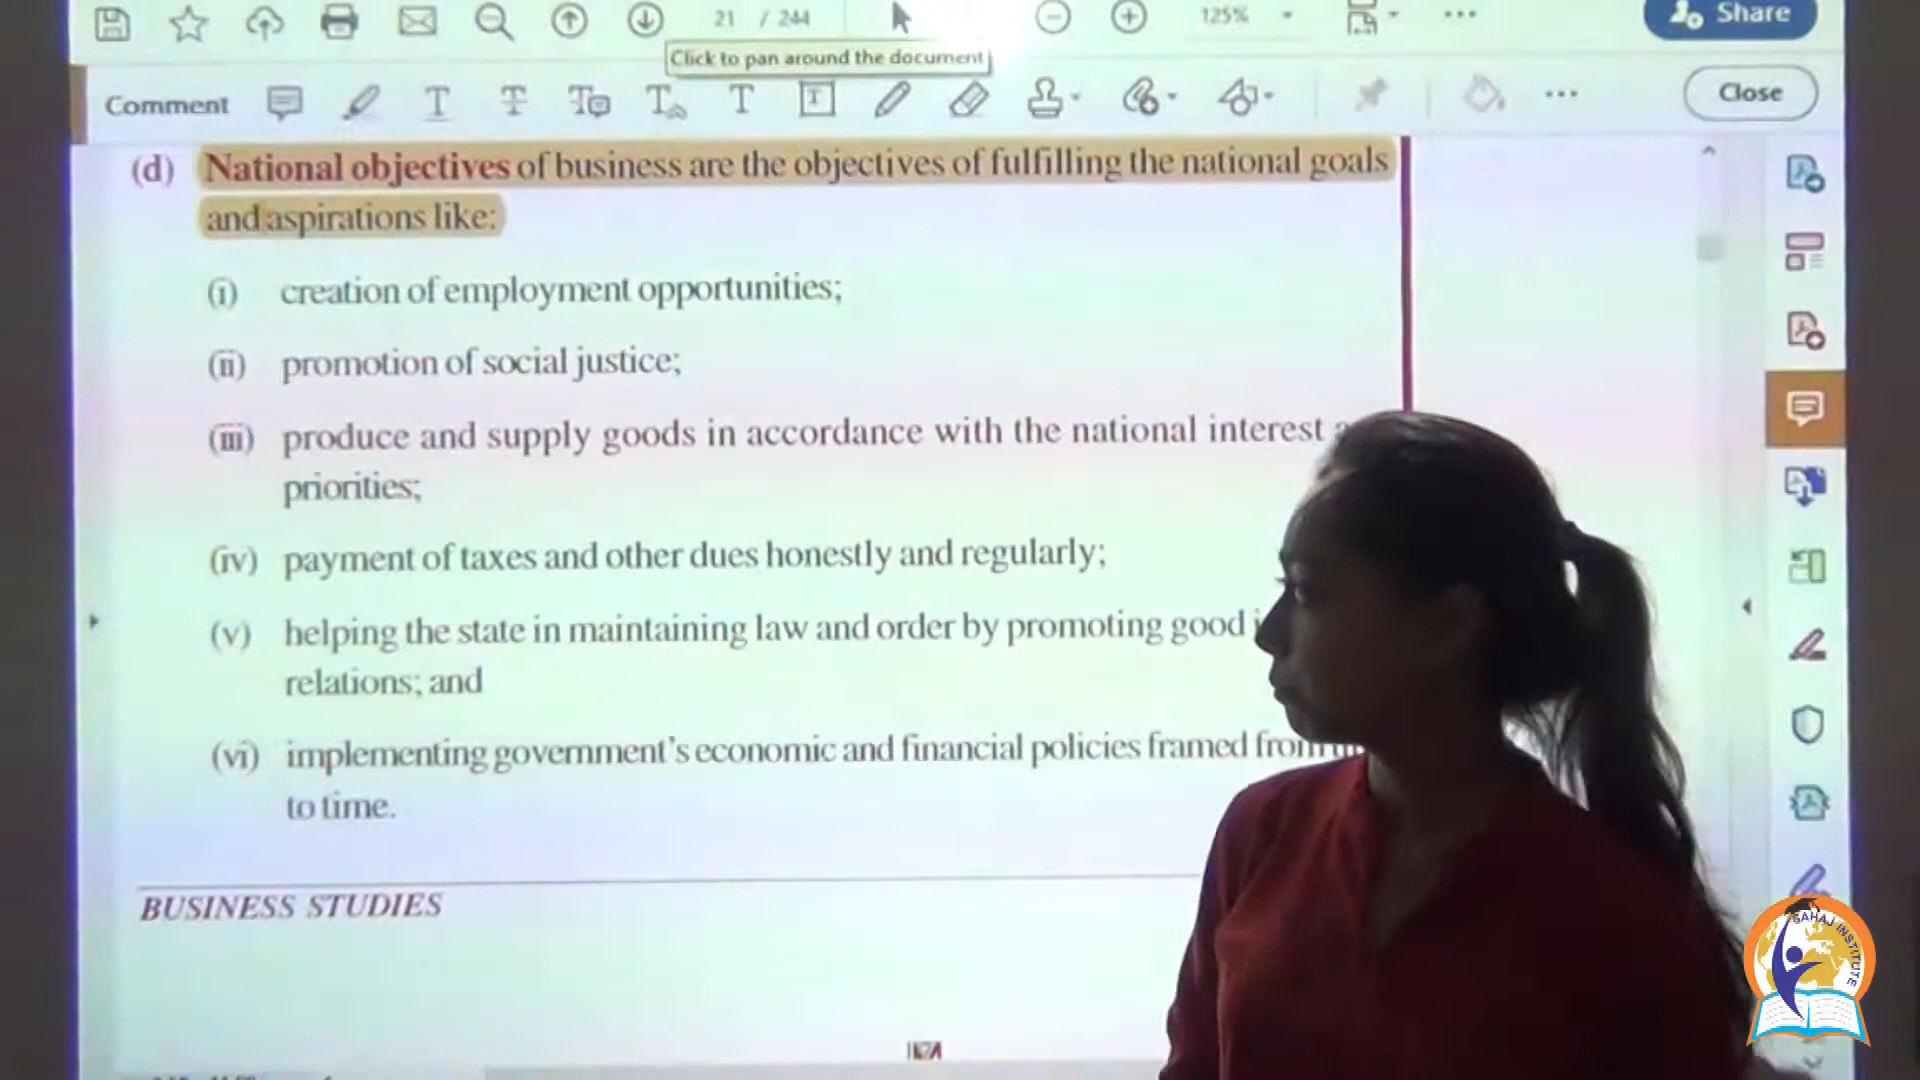 21 / 244
125%
Share
Click to pan around the document
Comment
Close
(d) National objectives of business are the objectives of fulfilling the national goals
and aspirations like:
(i) creation of employment opportunities;
(ii) promotion of social justice;
(iii) produce and supply goods in accordance with the national interest
priorities;
(iv) payment of taxes and other dues honestly and regularly;
(v) helping the state in maintaining law and order by promoting good
relations; and
(vi) implementing government's economic and financial policies framed from
to time.
BUSINESS STUDIES
SAHAJ INSTITUTE